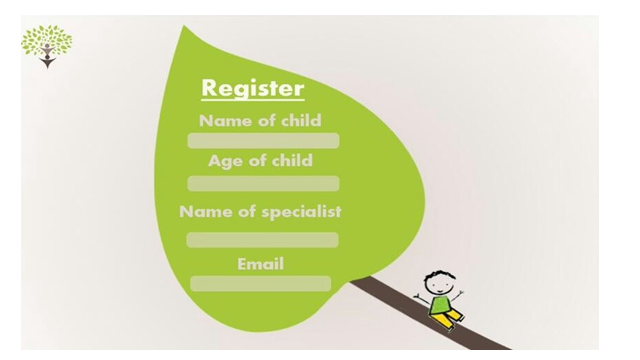 Register
Name of child
Age of child
Name of specialist
Email